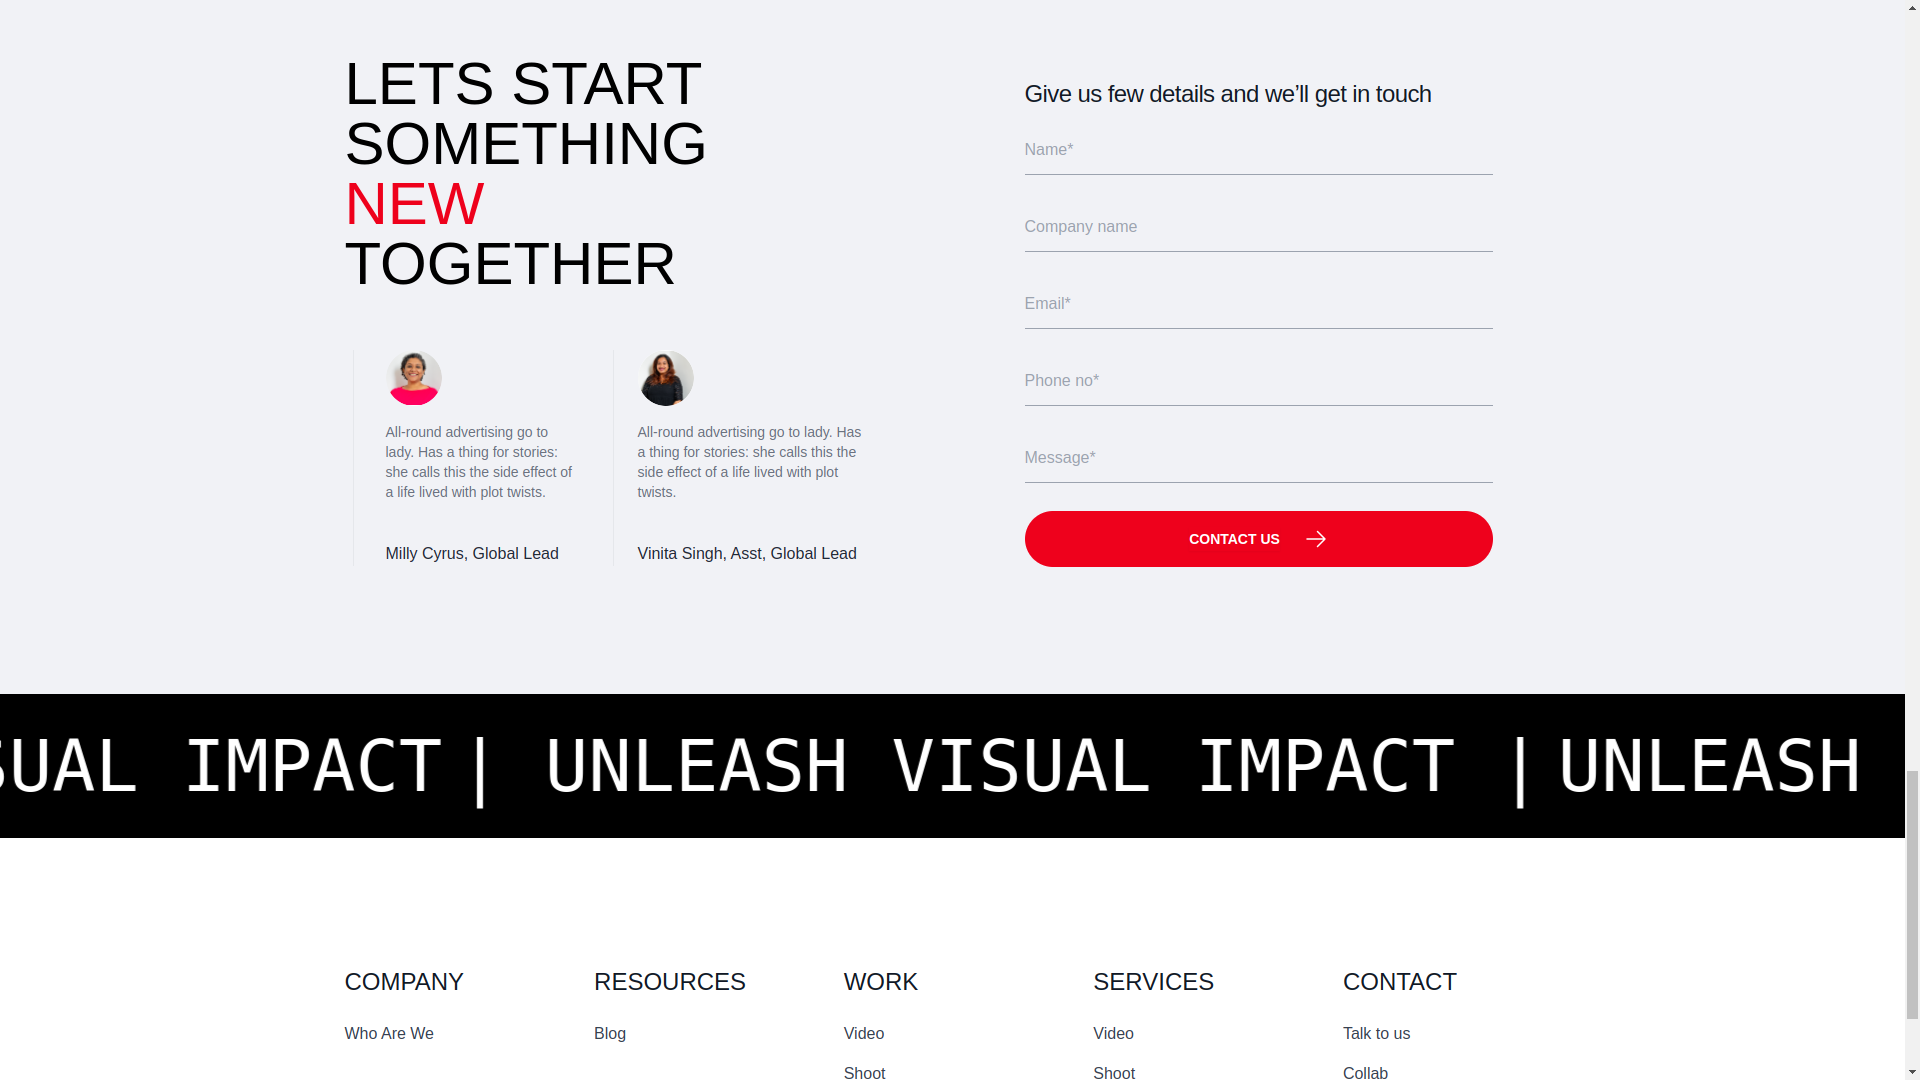 LETS START
SOMETHING
NEW
TOGETHER
All-round advertising go to
lady. Has a thing for stories:
she calls this the side effect of
a life lived with plot twists.
Milly Cyrus, Global Lead
All-round advertising go to lady. Has
a thing for stories: she calls this the
side effect of a life lived with plot
twists.
Vinita Singh, Asst, Global Lead
Give us few details and we’ll get in touch
Name*
Company name
Email*
Phone no*
Message*
CONTACT US
SUAL IMPACT | UNLEASH VISUAL IMPACT | UNLEASH
COMPANY
Who Are We
RESOURCES
Blog
WORK
Video
Shoot
SERVICES
Video
Shoot
CONTACT
Talk to us
Collab